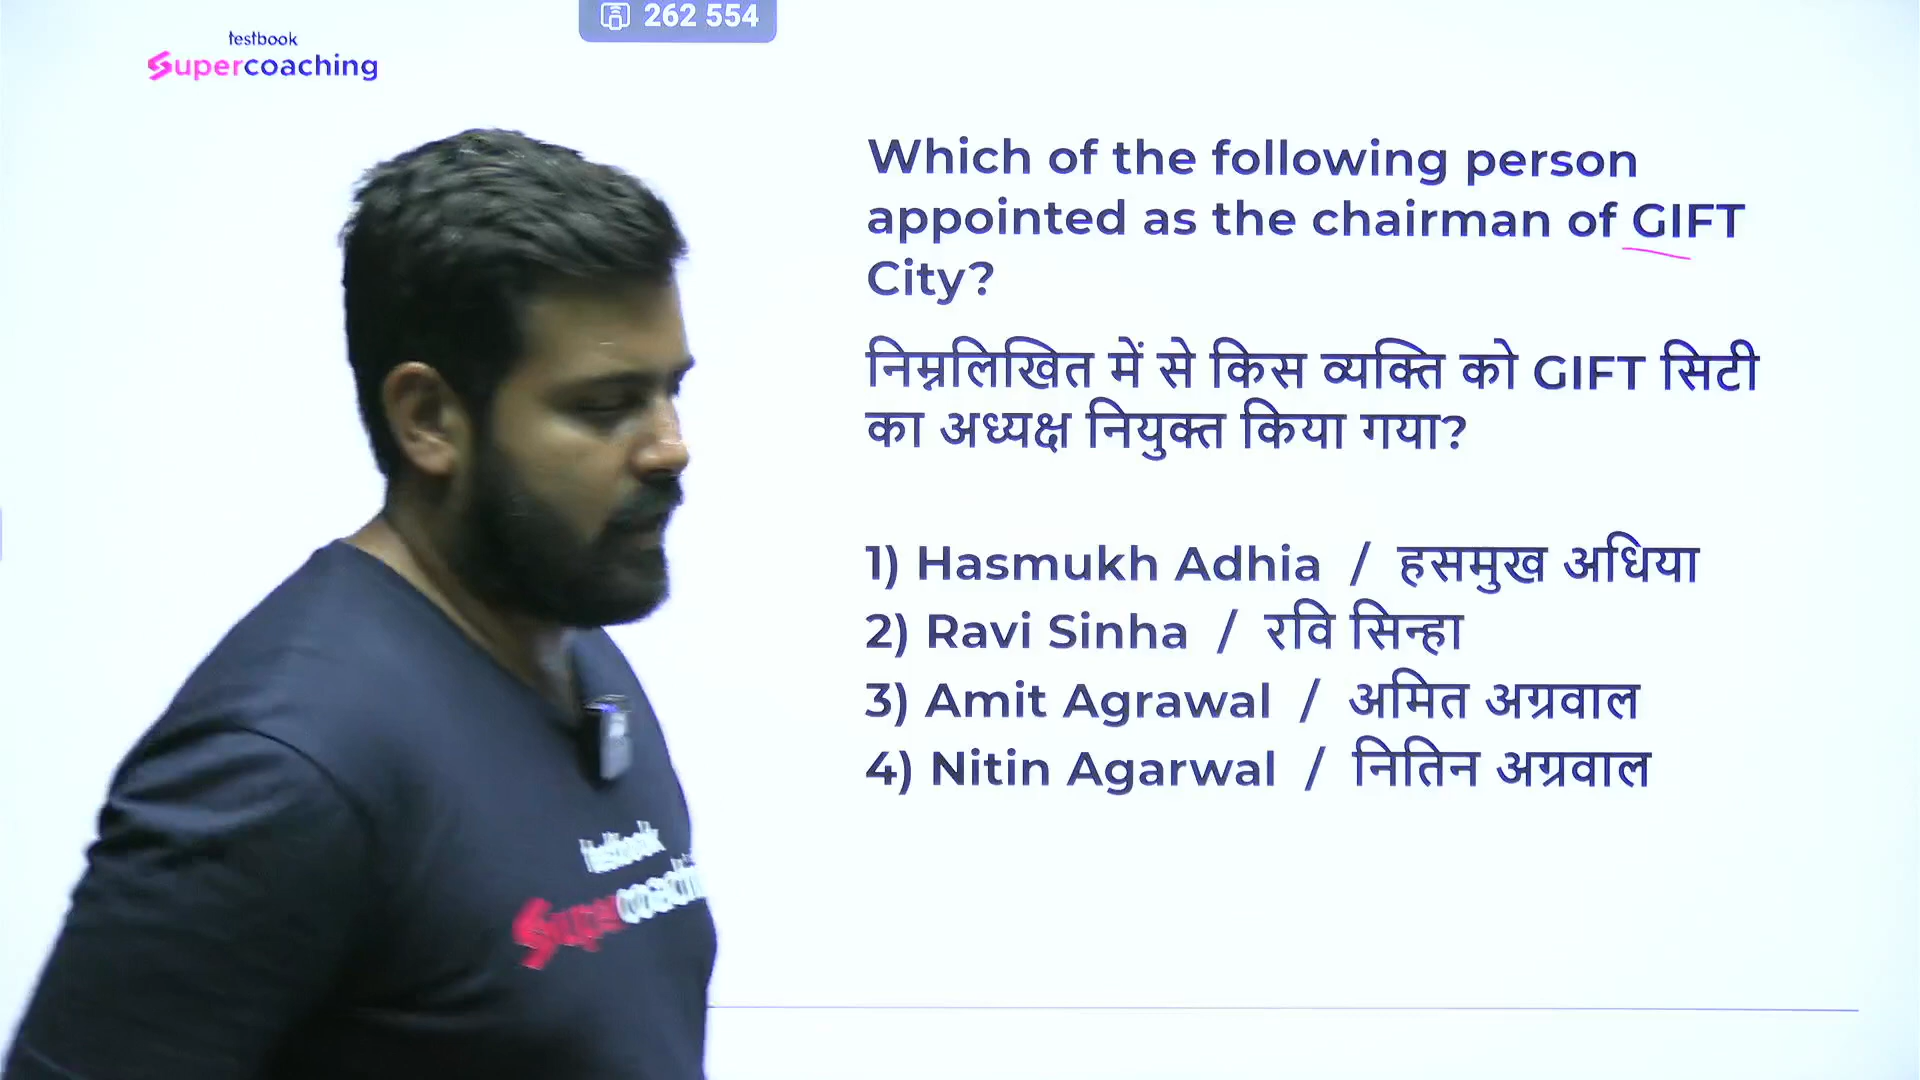 262 554
testbook
Supercoaching
Which of the following person
appointed as the chairman of GIFT
City?
निम्नलिखित में से किस व्यक्ति को GIFT सिटी
का अध्यक्ष नियुक्त किया गया?
1) Hasmukh Adhia / हसमुख अधिया
2) Ravi Sinha / रवि सिन्हा
3) Amit Agrawal / अमित अग्रवाल
4) Nitin Agarwal / नितिन अग्रवाल
testbook
Supercoaching